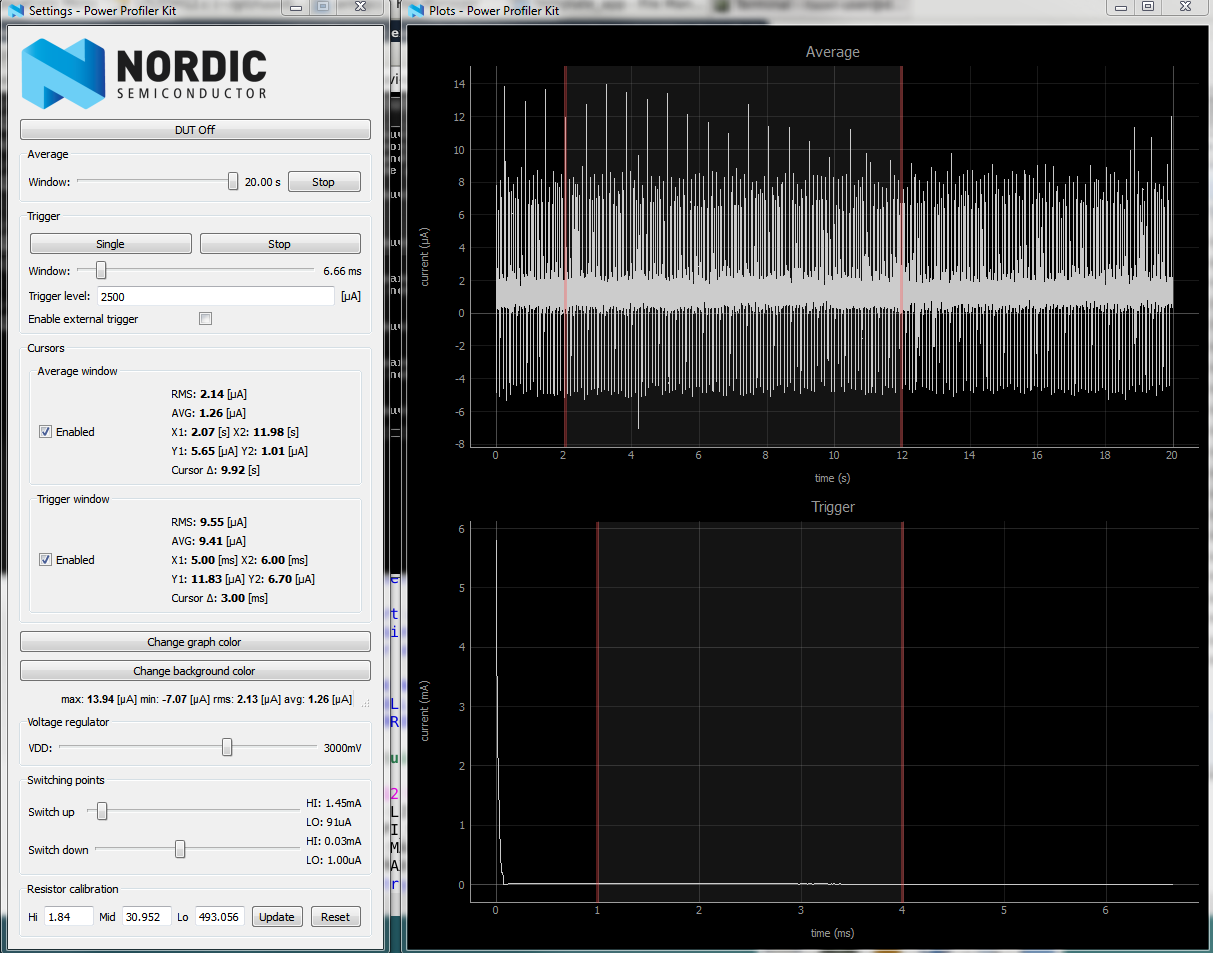 Settings - Power Profiler Kit
NORDIC
SEMICONDUCTOR
DUT Off
Average
Window: 20.00 s Stop
Trigger
Single Stop
Window: 6.66 ms
Trigger level: 2500 [µA]
Enable external trigger
Cursors
Average window
Enabled
RMS: 2.14 [µA]
AVG: 1.26 [µA]
X1: 2.07 [s] X2: 11.98 [s]
Y1: 5.65 [µA] Y2: 1.01 [µA]
Cursor Δ: 9.92 [s]
Trigger window
Enabled
RMS: 9.55 [µA]
AVG: 9.41 [µA]
X1: 5.00 [ms] X2: 6.00 [ms]
Y1: 11.83 [µA] Y2: 6.70 [µA]
Cursor Δ: 3.00 [ms]
Change graph color
Change background color
max: 13.94 [µA] min: -7.07 [µA] rms: 2.13 [µA] avg: 1.26 [µA]
Voltage regulator
VDD: 3000mV
Switching points
Switch up HI: 1.45mA
LO: 91uA
Switch down HI: 0.03mA
LO: 1.00uA
Resistor calibration
Hi 1.84 Mid 30.952 Lo 493.056 Update Reset
Plots - Power Profiler Kit
Average
current (µA)
14
12
10
8
6
4
2
0
-2
-4
-6
-8
0 2 4 6 8 10 12 14 16 18 20
time (s)
Trigger
current (mA)
6
5
4
3
2
1
0
0 1 2 3 4 5 6
time (ms)